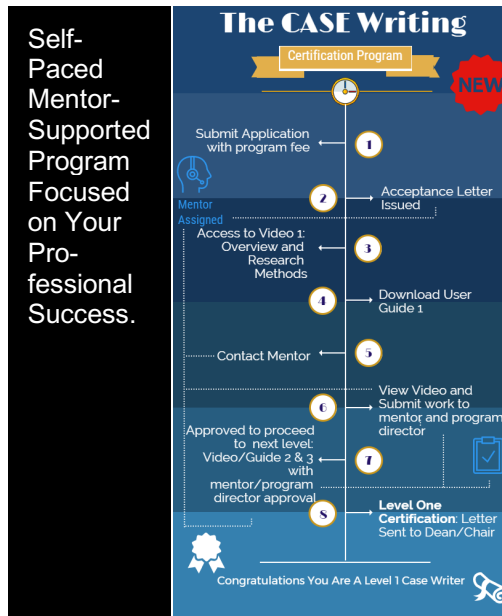 Self-
Paced
Mentor-
Supported
Program
Focused
on Your
Pro-
fessional
Success.
The CASE Writing
Certification Program
NEW
Submit Application
with program fee
1
Mentor
Assigned
2
Acceptance Letter
Issued
Access to Video 1:
Overview and
Research
Methods
3
4
Download User
Guide 1
Contact Mentor
5
6
View Video and
Submit work to
mentor and program
director
Approved to proceed
to next level:
Video/Guide 2 & 3
with
mentor/program
director approval
7
8
Level One
Certification: Letter
Sent to Dean/Chair
Congratulations You Are A Level 1 Case Writer